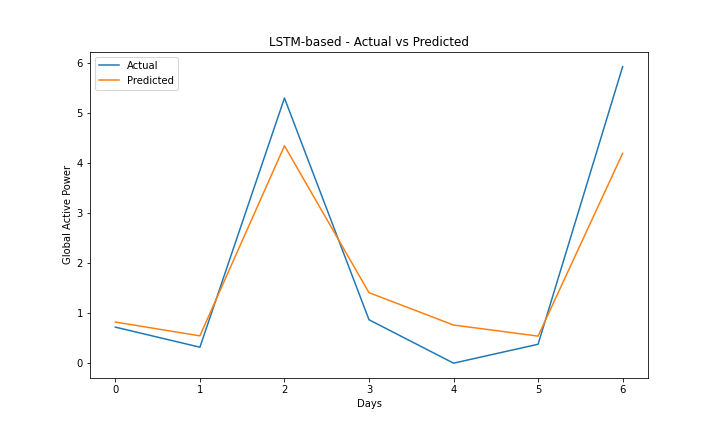 LSTM-based - Actual vs Predicted
Actual
Predicted
Global Active Power
6
5
4
3
2
1
0
0 1 2 3 4 5 6
Days